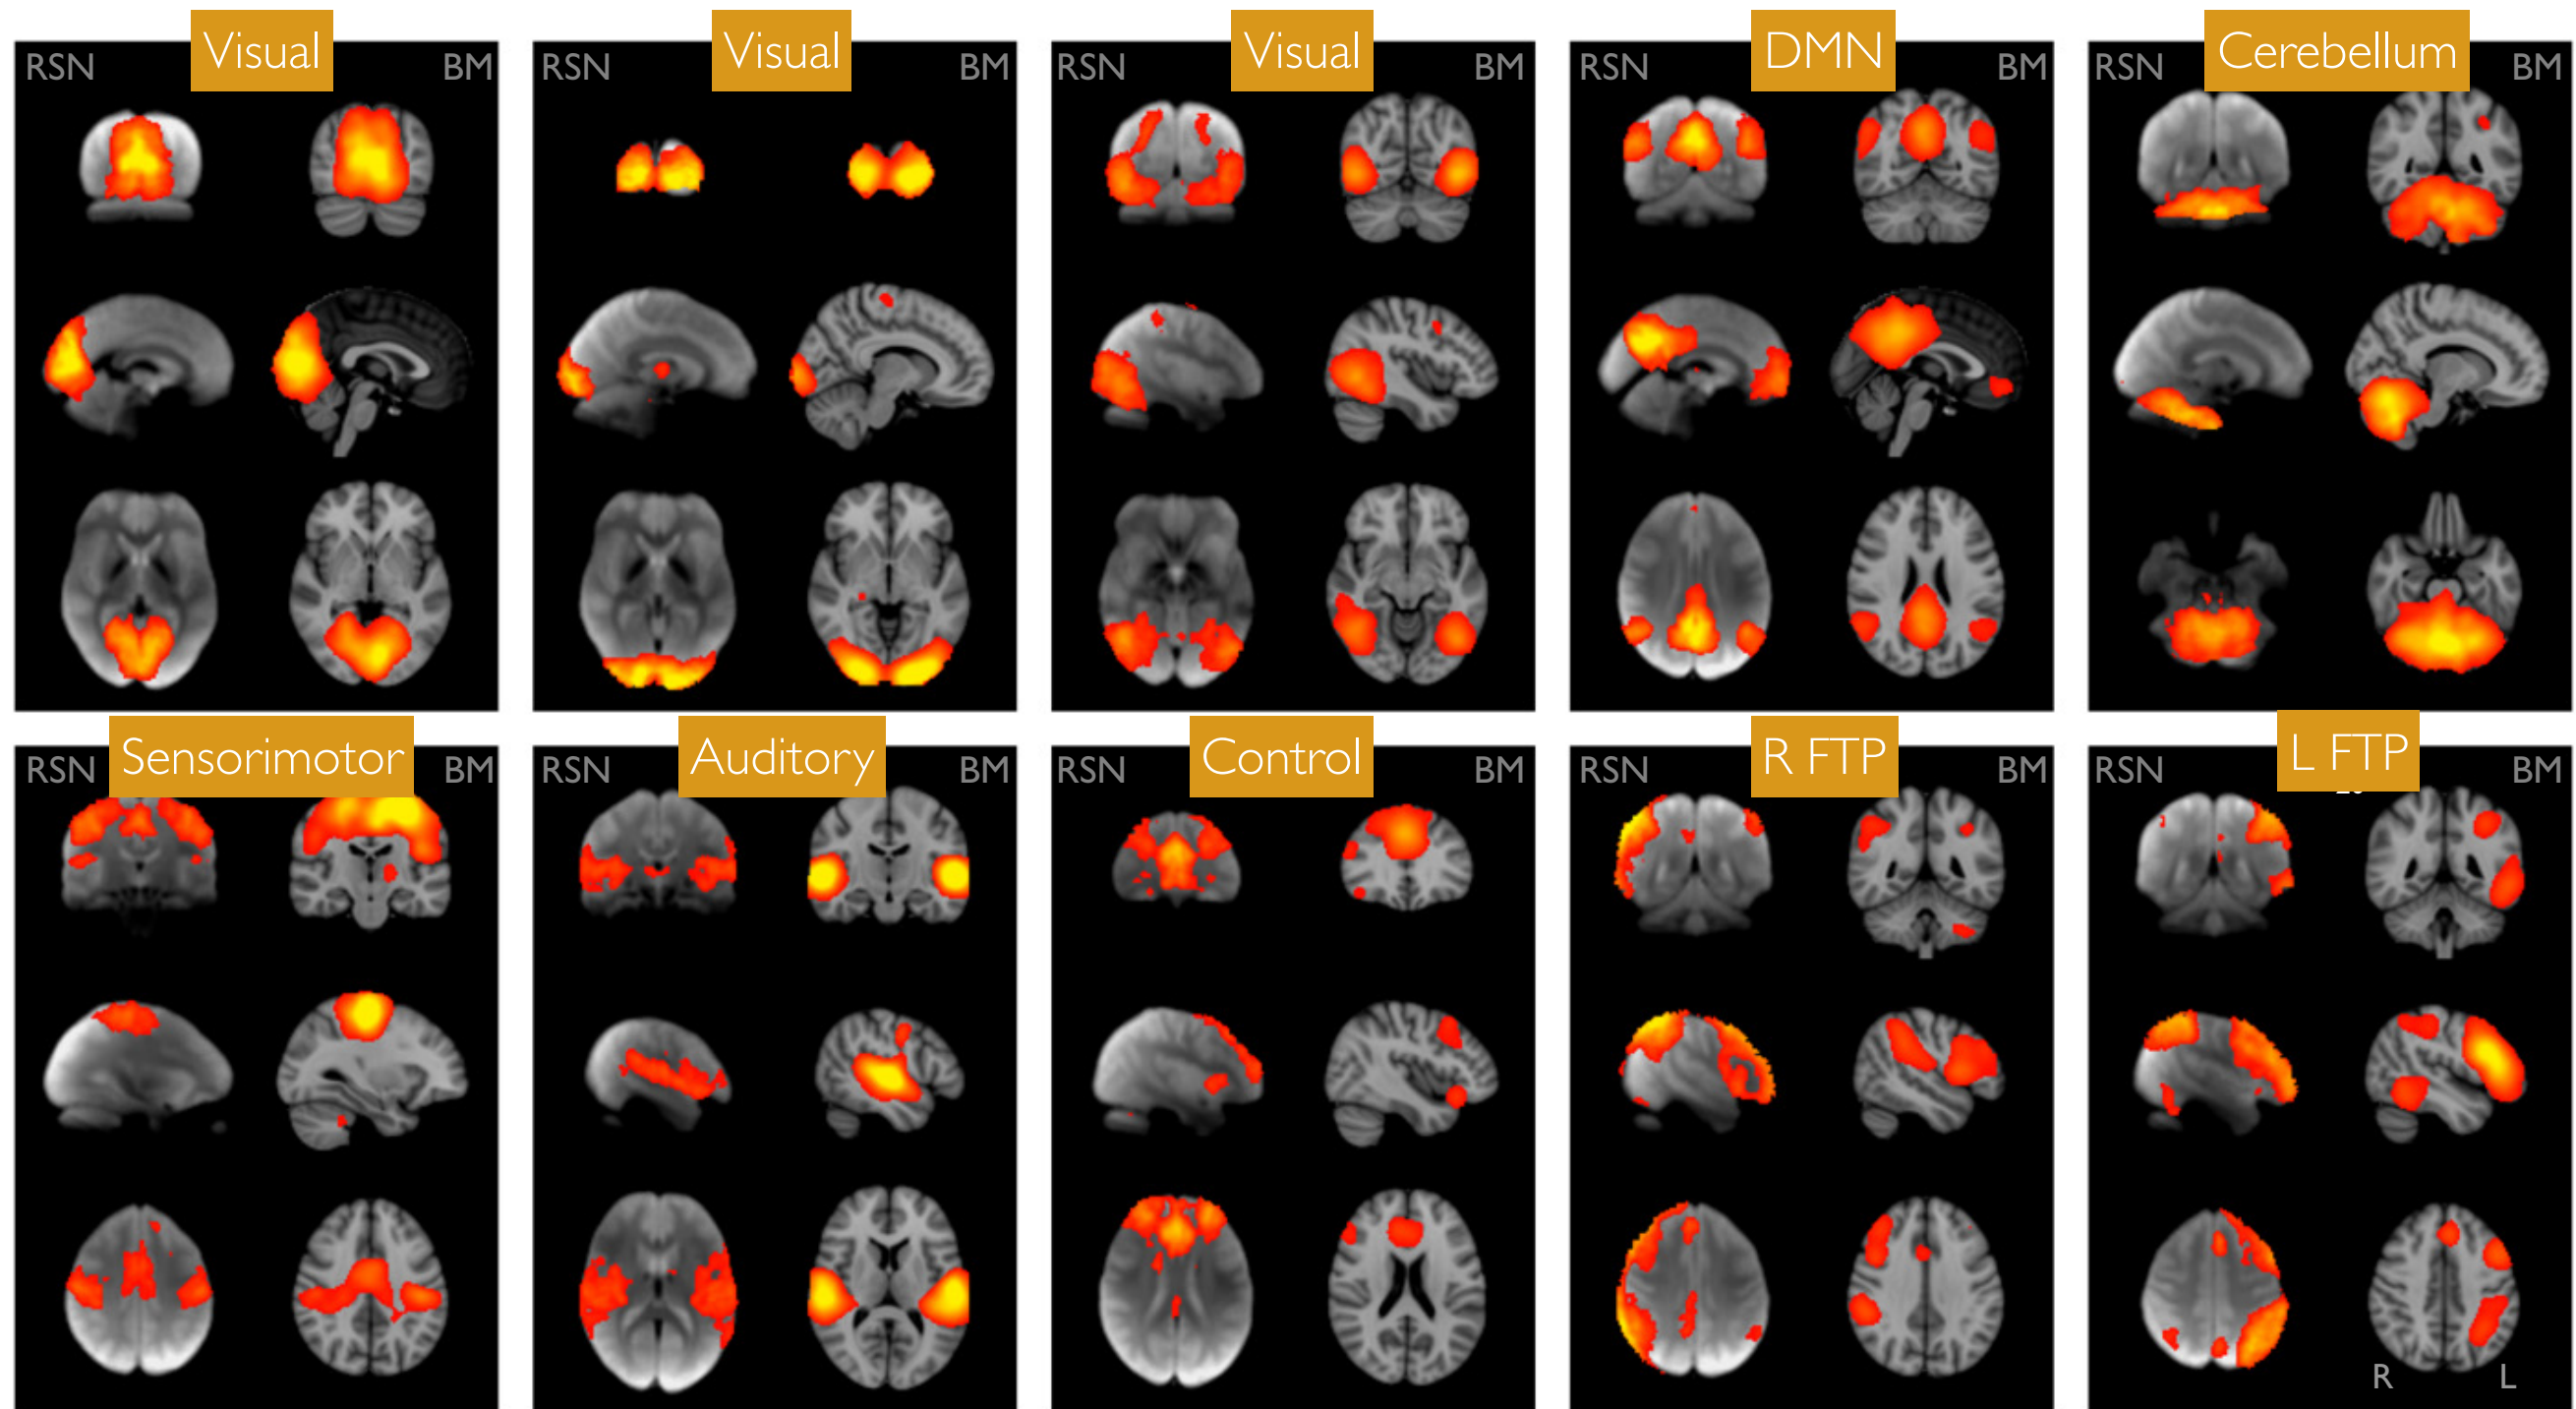 Visual
RSN BM
Visual
RSN BM
Visual
RSN BM
DMN
RSN BM
Cerebellum
RSN BM
Sensorimotor
RSN BM
Auditory
RSN BM
Control
RSN BM
R FTP
RSN BM
L FTP
RSN BM
R L